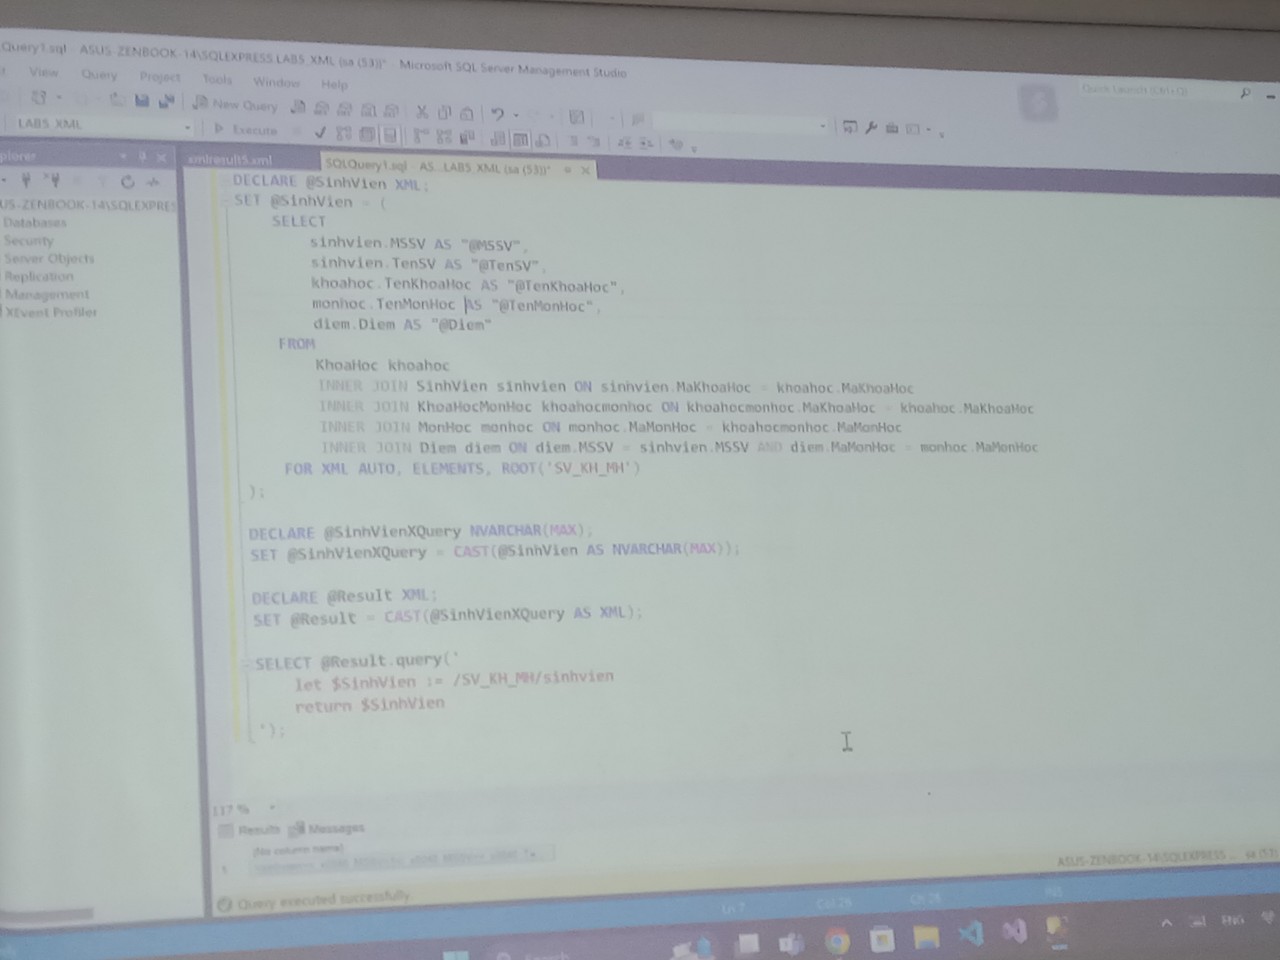 Query1.sql - ASUS-ZENBOOK-14\SQLEXPRESS.LAB5_XML (sa (53))* - Microsoft SQL Server Management Studio
View Query Project Tools Window Help
Quick Launch (Ctrl+Q)
New Query
LAB5_XML
Execute
plorer
xmlresult5.xml
SQLQuery1.sql - AS...LAB5_XML (sa (53))*
US-ZENBOOK-14\SQLEXPRES
Databases
Security
Server Objects
Replication
Management
XEvent Profiler
DECLARE @SinhVien XML;
SET @SinhVien = (
SELECT
sinhvien.MSSV AS "@MSSV",
sinhvien.TenSV AS "@TenSV",
khoahoc.TenKhoaHoc AS "@TenKhoaHoc",
monhoc.TenMonHoc AS "@TenMonHoc",
diem.Diem AS "@Diem"
FROM
KhoaHoc khoahoc
INNER JOIN SinhVien sinhvien ON sinhvien.MaKhoaHoc = khoahoc.MaKhoaHoc
INNER JOIN KhoaHocMonHoc khoahocmonhoc ON khoahocmonhoc.MaKhoaHoc = khoahoc.MaKhoaHoc
INNER JOIN MonHoc monhoc ON monhoc.MaMonHoc = khoahocmonhoc.MaMonHoc
INNER JOIN Diem diem ON diem.MSSV = sinhvien.MSSV AND diem.MaMonHoc = monhoc.MaMonHoc
FOR XML AUTO, ELEMENTS, ROOT('SV_KH_MH')
);
DECLARE @SinhVienXQuery NVARCHAR(MAX);
SET @SinhVienXQuery = CAST(@SinhVien AS NVARCHAR(MAX));
DECLARE @Result XML;
SET @Result = CAST(@SinhVienXQuery AS XML);
SELECT @Result.query('
let $SinhVien := /SV_KH_MH/sinhvien
return $SinhVien
');
117 %
Results Messages
(No column name)
1
Query executed successfully.
ASUS-ZENBOOK-14\SQLEXPRESS ...
Ln 7
Col 26
Ch 26
INS
Search
ENG